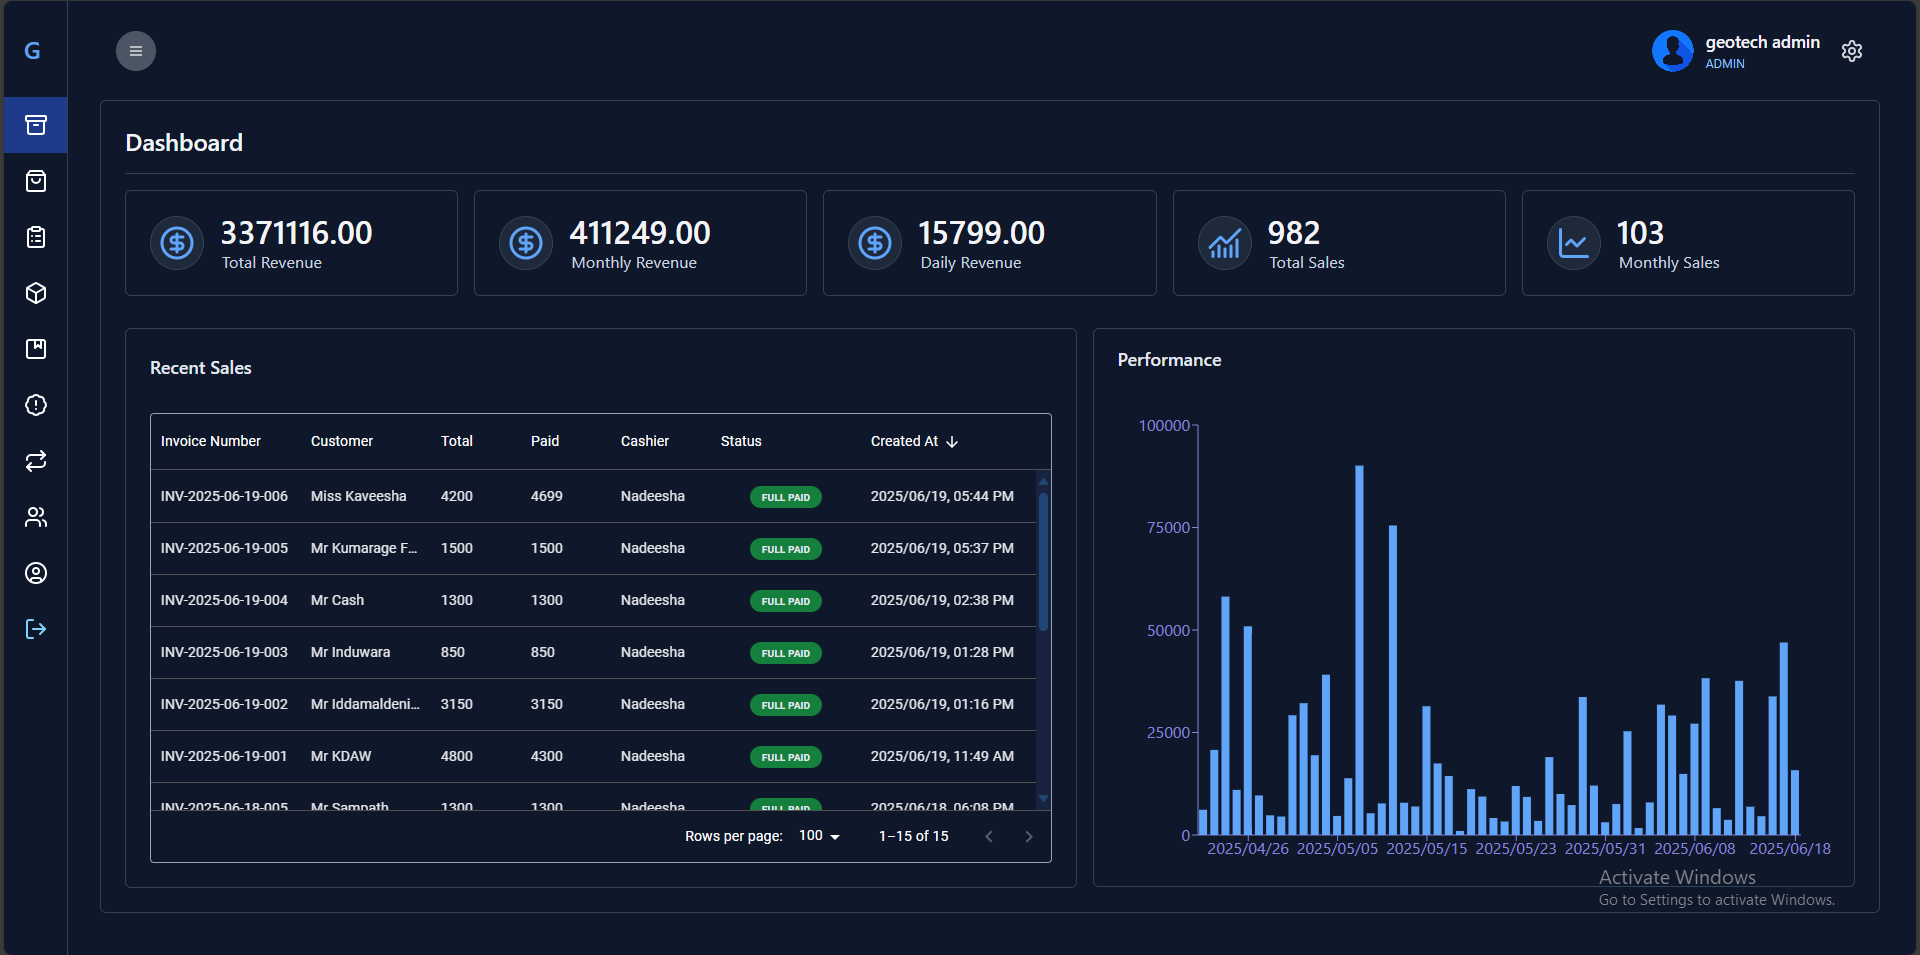 G
geotech admin
ADMIN
Dashboard
3371116.00
Total Revenue
411249.00
Monthly Revenue
15799.00
Daily Revenue
982
Total Sales
103
Monthly Sales
Recent Sales
Invoice Number Customer Total Paid Cashier Status Created At
INV-2025-06-19-006 Miss Kaveesha 4200 4699 Nadeesha FULL PAID 2025/06/19, 05:44 PM
INV-2025-06-19-005 Mr Kumarage F... 1500 1500 Nadeesha FULL PAID 2025/06/19, 05:37 PM
INV-2025-06-19-004 Mr Cash 1300 1300 Nadeesha FULL PAID 2025/06/19, 02:38 PM
INV-2025-06-19-003 Mr Induwara 850 850 Nadeesha FULL PAID 2025/06/19, 01:28 PM
INV-2025-06-19-002 Mr Iddamaldeni... 3150 3150 Nadeesha FULL PAID 2025/06/19, 01:16 PM
INV-2025-06-19-001 Mr KDAW 4800 4300 Nadeesha FULL PAID 2025/06/19, 11:49 AM
INV-2025-06-18-005 Mr Sampath 1300 1300 Nadeesha FULL PAID 2025/06/18, 06:08 PM
Rows per page: 100 1–15 of 15
Performance
100000
75000
50000
25000
0
2025/04/26 2025/05/05 2025/05/15 2025/05/23 2025/05/31 2025/06/08 2025/06/18
Activate Windows
Go to Settings to activate Windows.